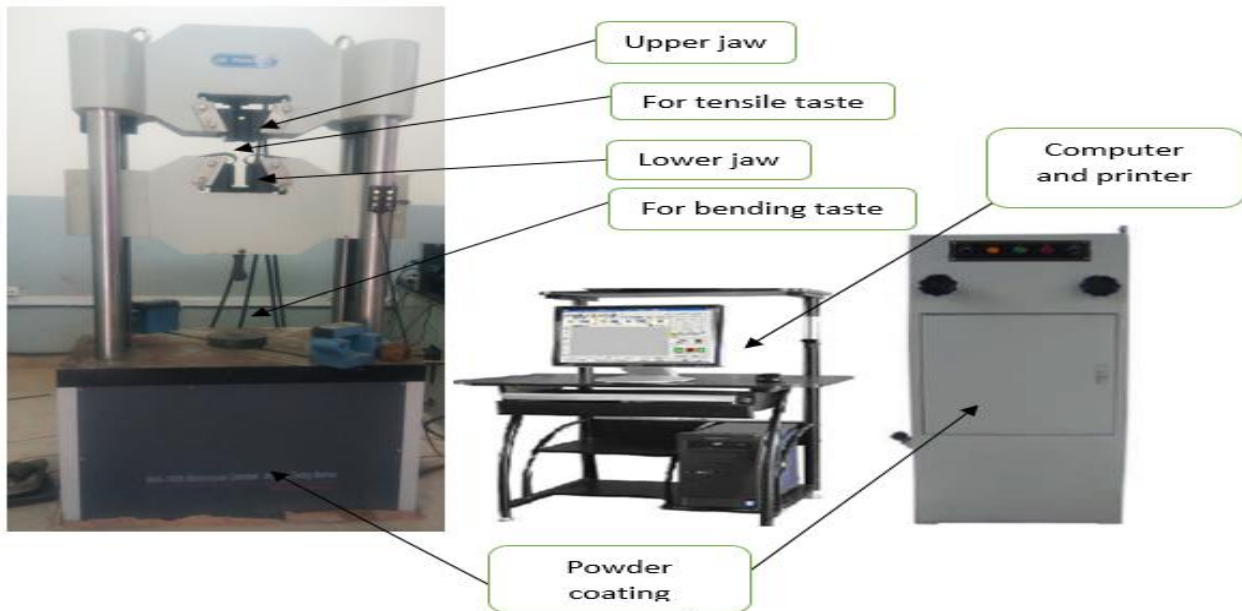 Upper jaw
For tensile taste
Lower jaw
For bending taste
Computer
and printer
Powder
coating